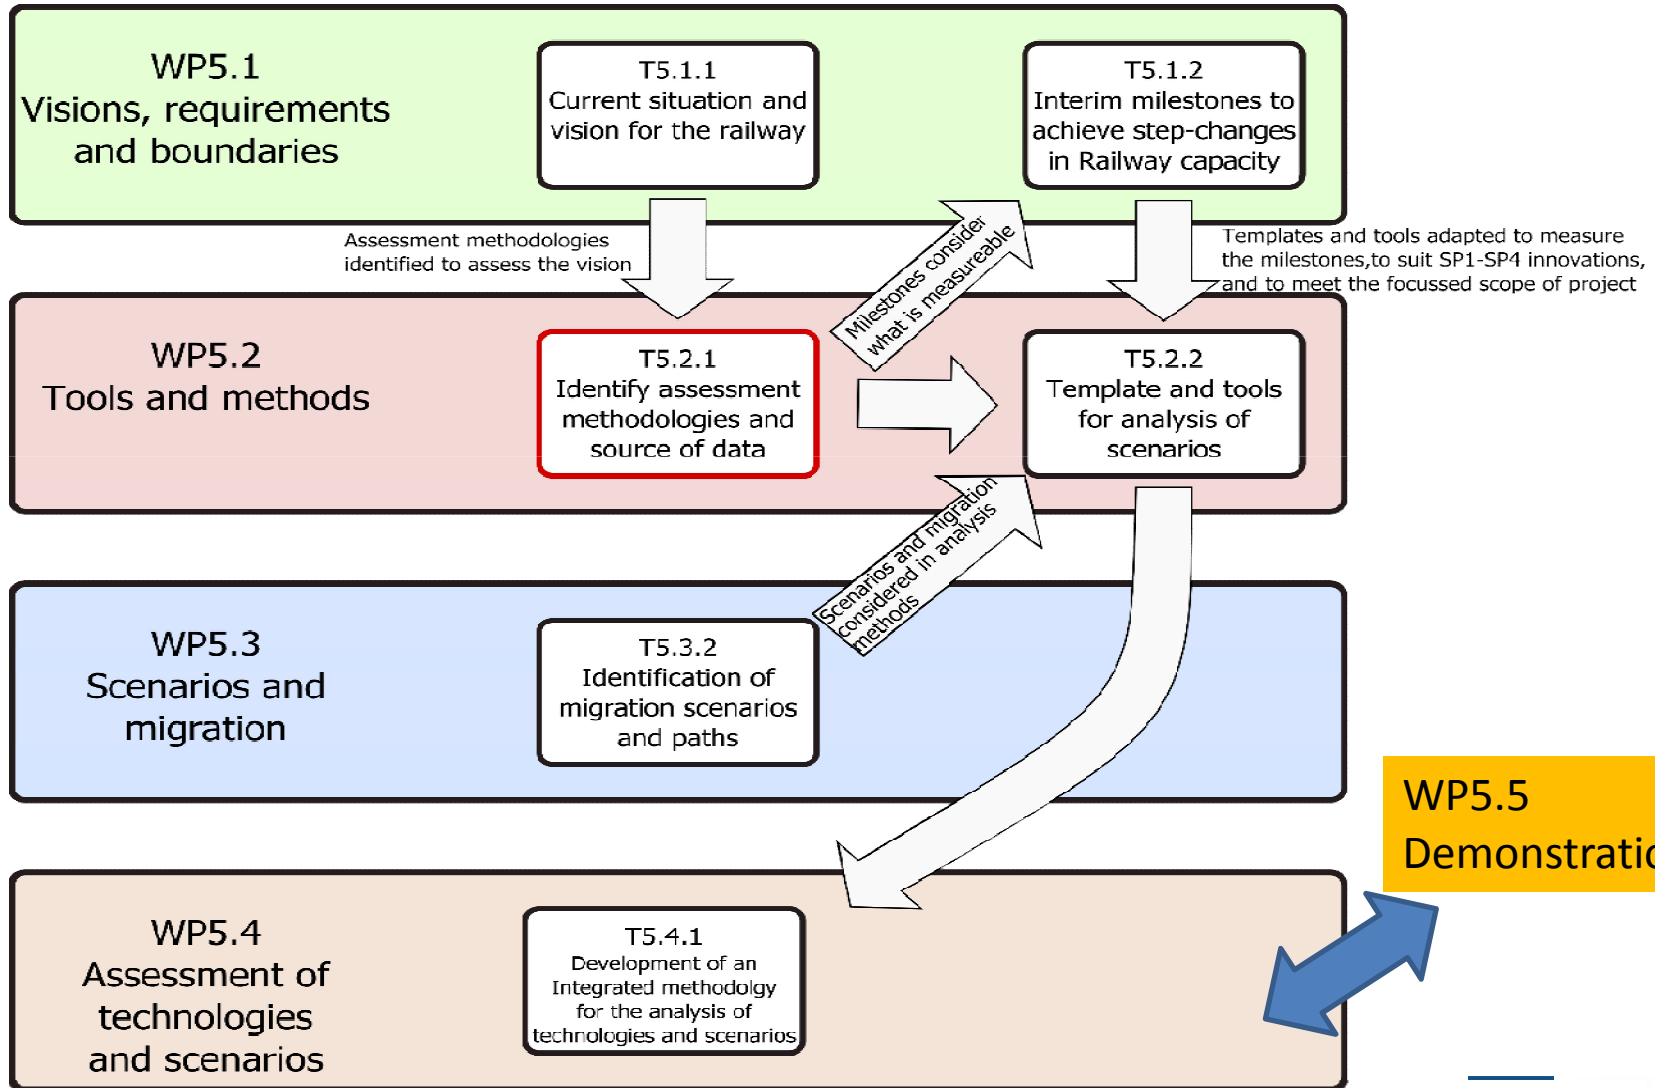 WP5.1
Visions, requirements
and boundaries
T5.1.1
Current situation and
vision for the railway
T5.1.2
Interim milestones to
achieve step-changes
in Railway capacity
Assessment methodologies
identified to assess the vision
Milestones consider
what is measureable
Templates and tools adapted to measure
the milestones,to suit SP1-SP4 innovations,
and to meet the focussed scope of project
WP5.2
Tools and methods
T5.2.1
Identify assessment
methodologies and
source of data
T5.2.2
Template and tools
for analysis of
scenarios
Scenarios and migration
considered in analysis
methods
WP5.3
Scenarios and
migration
T5.3.2
Identification of
migration scenarios
and paths
WP5.5
Demonstratio
WP5.4
Assessment of
technologies
and scenarios
T5.4.1
Development of an
Integrated methodolgy
for the analysis of
technologies and scenarios